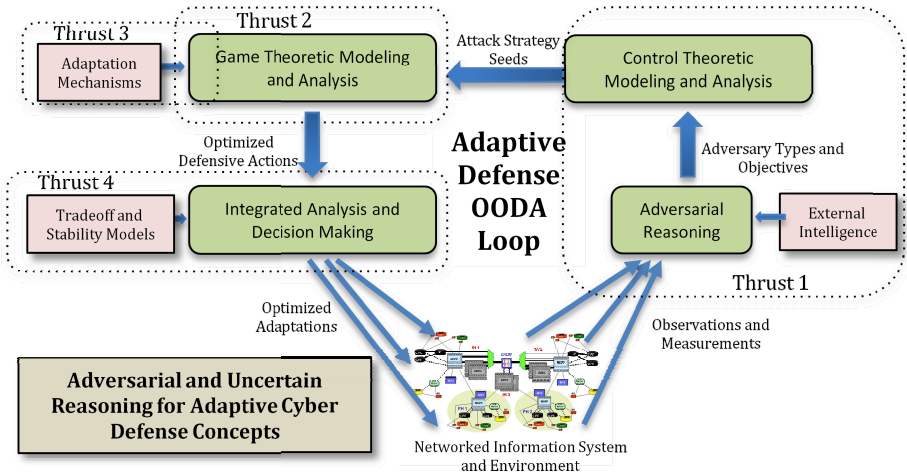 Thrust 2
Thrust 3
Adaptation
Mechanisms
Game Theoretic Modeling
and Analysis
Attack Strategy
Seeds
Control Theoretic
Modeling and Analysis
Optimized
Defensive Actions
Adaptive
Defense
OODA
Loop
Adversary Types and
Objectives
Thrust 4
Tradeoff and
Stability Models
Integrated Analysis and
Decision Making
Adversarial
Reasoning
External
Intelligence
Thrust 1
Optimized
Adaptations
Observations and
Measurements
Adversarial and Uncertain
Reasoning for Adaptive Cyber
Defense Concepts
Networked Information System
and Environment